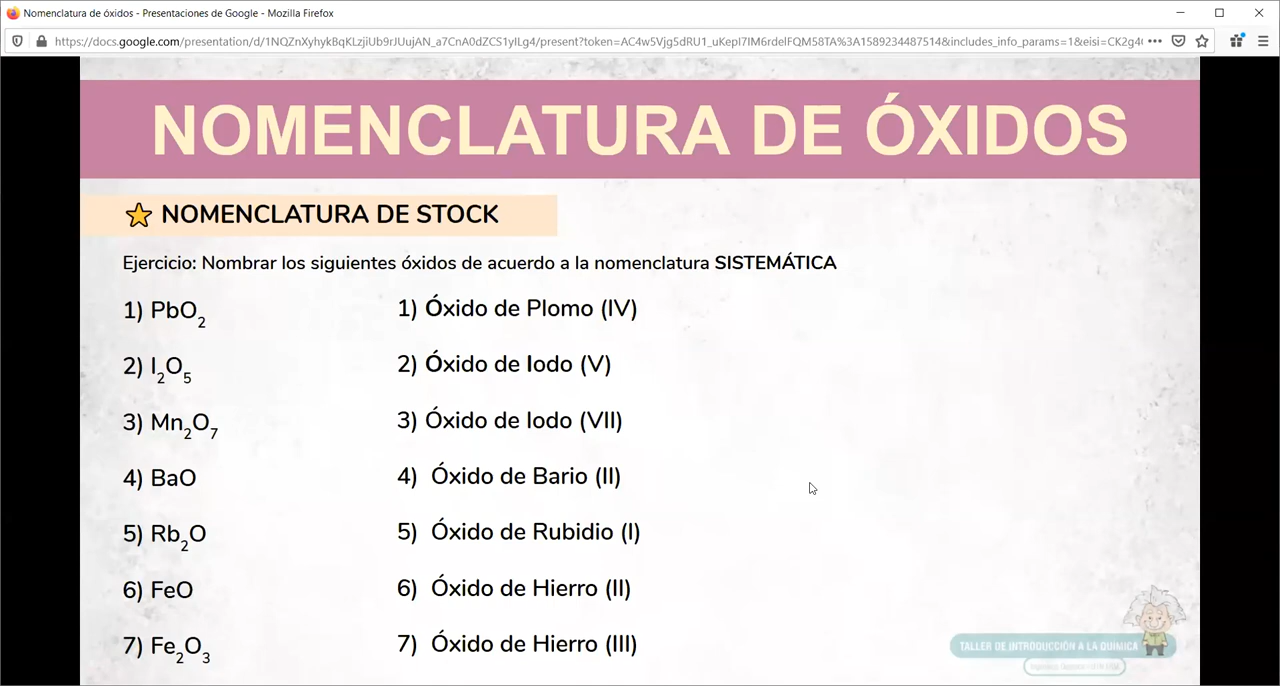 Nomenclatura de óxidos - Presentaciones de Google - Mozilla Firefox
https://docs.google.com/presentation/d/1NQZnXyhykBqKLzjiUb9rJUujAN_a7CnA0dZCS1yILg4/present?token=AC4w5Vjg5dRU1_uKepI7IM6rdelFQM58TA%3A1589234487514&includes_info_params=1&eisi=CK2g4
NOMENCLATURA DE ÓXIDOS
NOMENCLATURA DE STOCK
Ejercicio: Nombrar los siguientes óxidos de acuerdo a la nomenclatura SISTEMÁTICA
1) PbO2 1) Óxido de Plomo (IV)
2) I2O5 2) Óxido de Iodo (V)
3) Mn2O7 3) Óxido de Iodo (VII)
4) BaO 4) Óxido de Bario (II)
5) Rb2O 5) Óxido de Rubidio (I)
6) FeO 6) Óxido de Hierro (II)
7) Fe2O3 7) Óxido de Hierro (III)
TALLER DE INTRODUCCIÓN A LA QUÍMICA